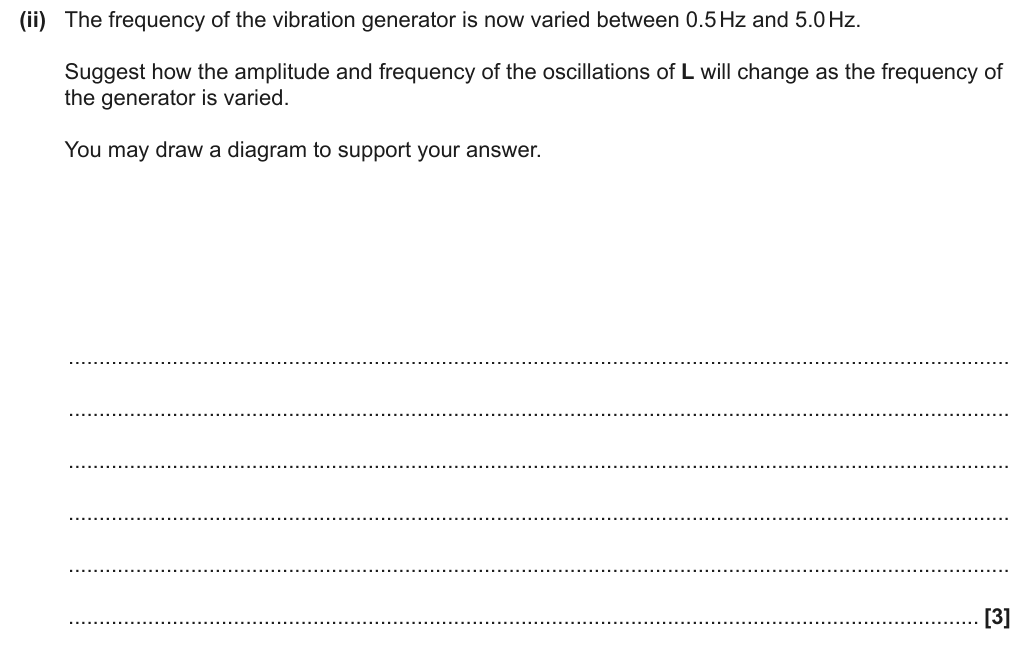 (ii) The frequency of the vibration generator is now varied between 0.5 Hz and 5.0 Hz.
Suggest how the amplitude and frequency of the oscillations of L will change as the frequency of
the generator is varied.
You may draw a diagram to support your answer.
[3]